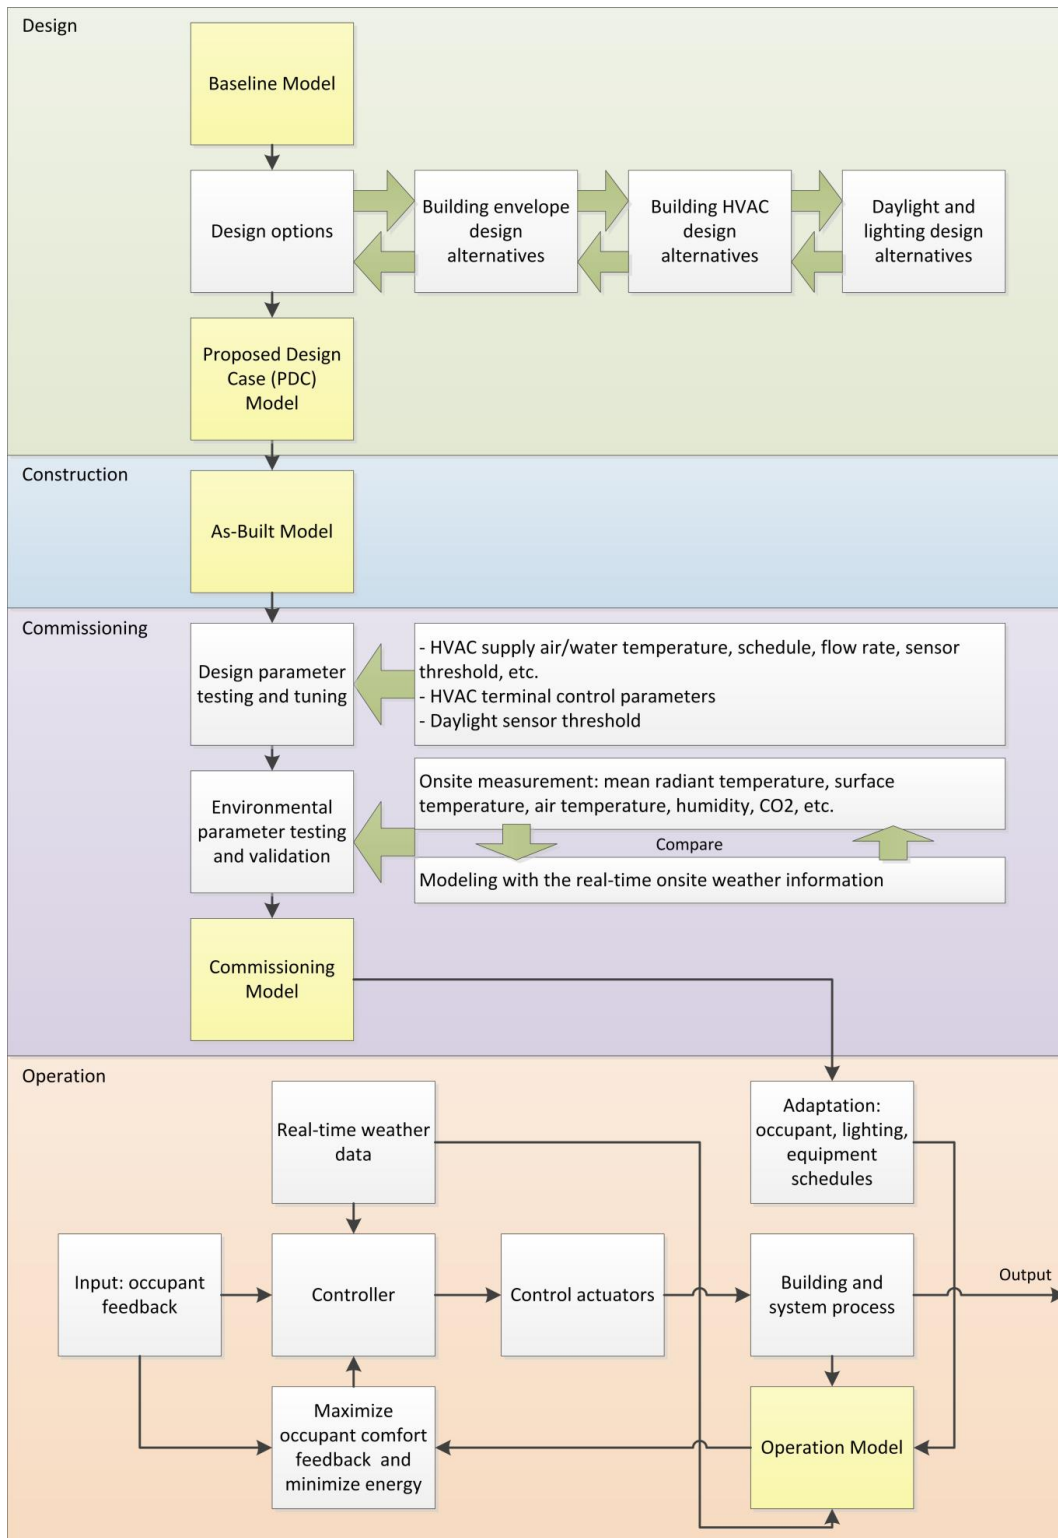 Design
Baseline Model
Design options
Building envelope
design
alternatives
Building HVAC
design
alternatives
Daylight and
lighting design
alternatives
Proposed Design
Case (PDC)
Model
Construction
As-Built Model
Commissioning
Design parameter
testing and tuning
- HVAC supply air/water temperature, schedule, flow rate, sensor
threshold, etc.
- HVAC terminal control parameters
- Daylight sensor threshold
Environmental
parameter testing
and validation
Onsite measurement: mean radiant temperature, surface
temperature, air temperature, humidity, CO2, etc.
Compare
Modeling with the real-time onsite weather information
Commissioning
Model
Operation
Real-time weather
data
Adaptation:
occupant, lighting,
equipment
schedules
Input: occupant
feedback
Controller
Control actuators
Building and
system process
Output
Maximize
occupant comfort
feedback and
minimize energy
Operation Model